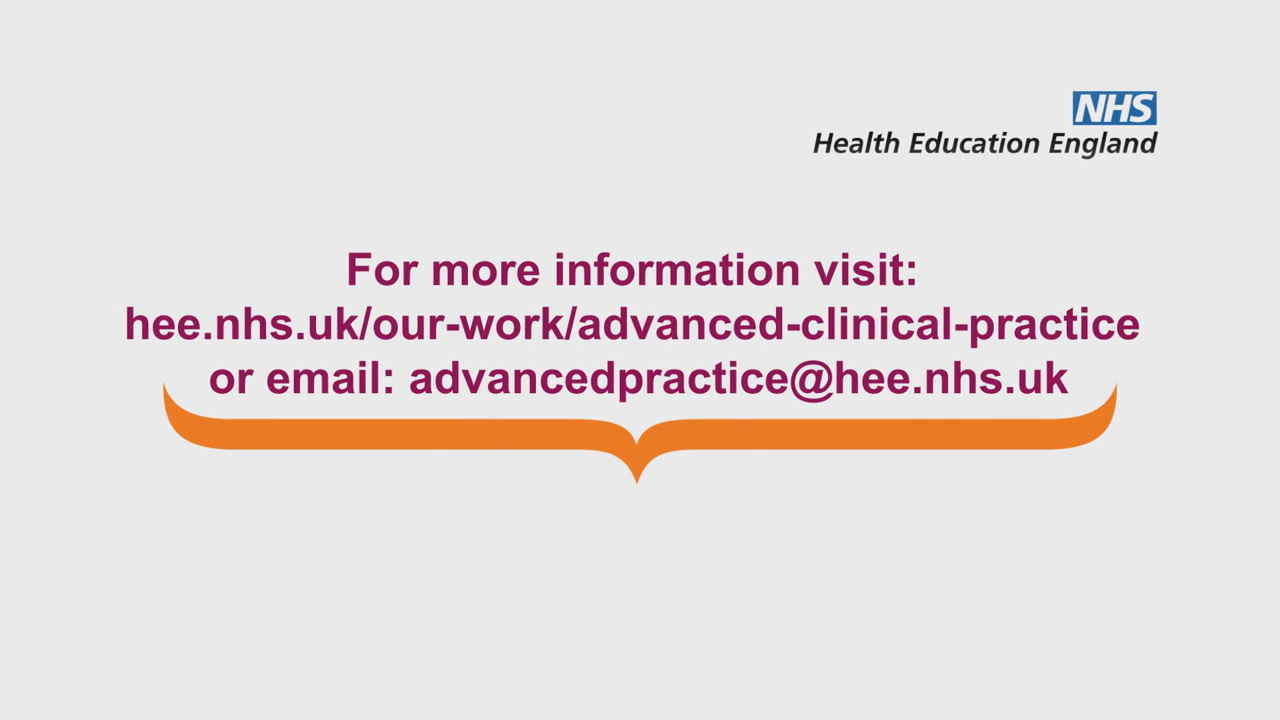 NHS
Health Education England
For more information visit:
hee.nhs.uk/our-work/advanced-clinical-practice
or email: advancedpractice@hee.nhs.uk